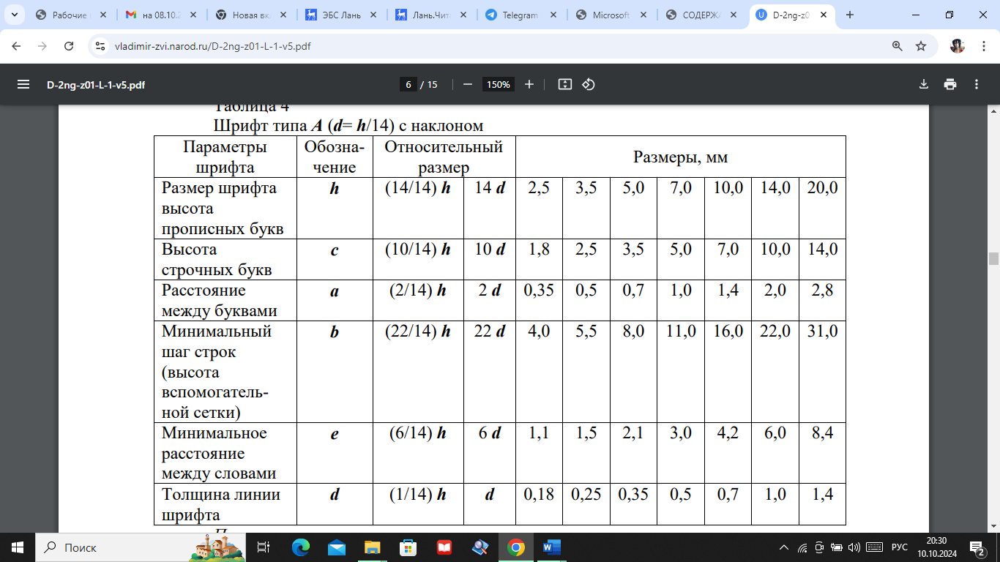 Рабочие
на 08.10.2
Новая вк
ЭБС Лань
Лань.Чита
Telegram
Microsoft
СОДЕРЖА
D-2ng-z0
vladimir-zvi.narod.ru/D-2ng-z01-L-1-v5.pdf
D-2ng-z01-L-1-v5.pdf
6 / 15
150%
Таблица 4
Шрифт типа А (d= h/14) с наклоном
Параметры шрифта Обозна- Относительный Размеры, мм
чение размер
Размер шрифта h (14/14) h 14 d 2,5 3,5 5,0 7,0 10,0 14,0 20,0
высота
прописных букв
Высота c (10/14) h 10 d 1,8 2,5 3,5 5,0 7,0 10,0 14,0
строчных букв
Расстояние a (2/14) h 2 d 0,35 0,5 0,7 1,0 1,4 2,0 2,8
между буквами
Минимальный b (22/14) h 22 d 4,0 5,5 8,0 11,0 16,0 22,0 31,0
шаг строк
(высота
вспомогатель-
ной сетки)
Минимальное e (6/14) h 6 d 1,1 1,5 2,1 3,0 4,2 6,0 8,4
расстояние
между словами
Толщина линии d (1/14) h d 0,18 0,25 0,35 0,5 0,7 1,0 1,4
шрифта
Поиск
РУС
20:30
10.10.2024
2